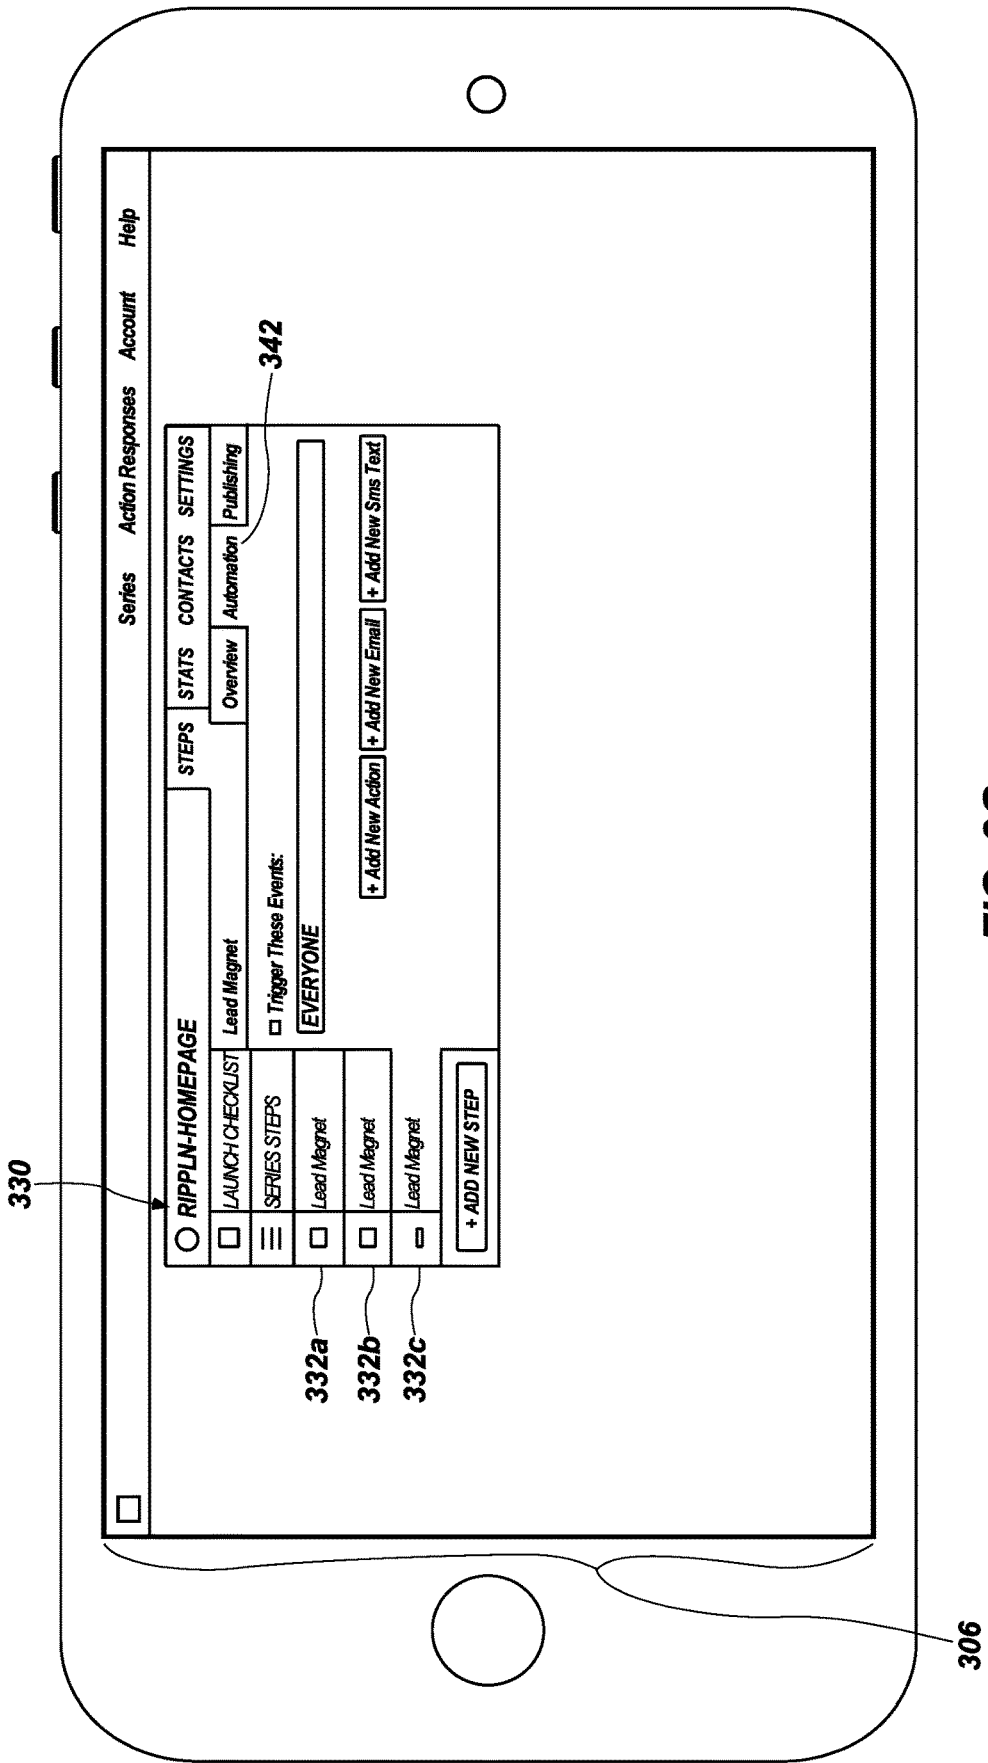 Series Action Responses Account Help
330
RIPPLN-HOMEPAGE STEPS STATS CONTACTS SETTINGS
LAUNCH CHECKLIST Lead Magnet Overview Automation Publishing
342
SERIES STEPS Trigger These Events:
332a Lead Magnet EVERYONE
332b Lead Magnet + Add New Action + Add New Email + Add New Sms Text
332c Lead Magnet
+ ADD NEW STEP
306